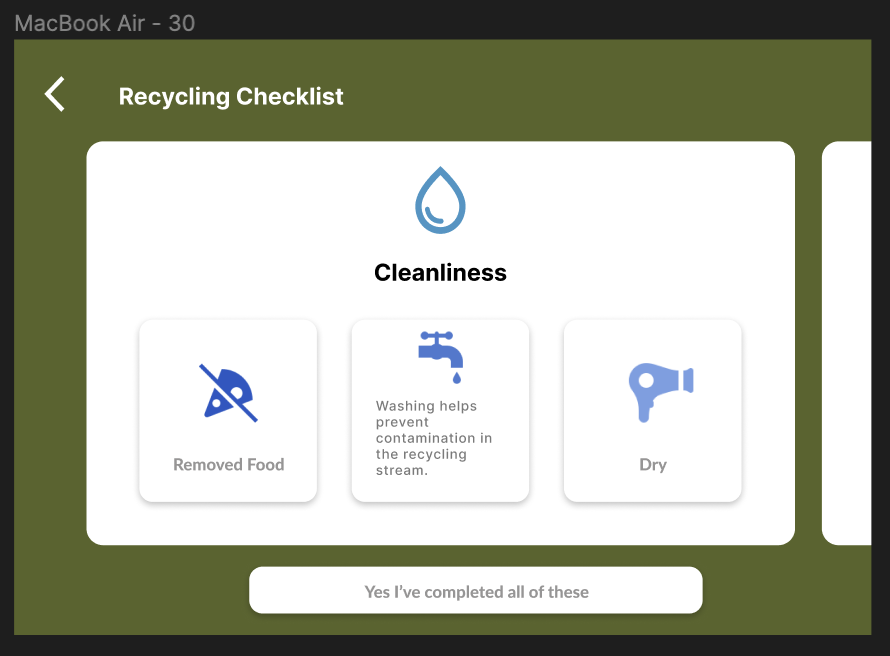 MacBook Air - 30
Recycling Checklist
Cleanliness
Removed Food
Washing helps
prevent
contamination in
the recycling
stream.
Dry
Yes I’ve completed all of these